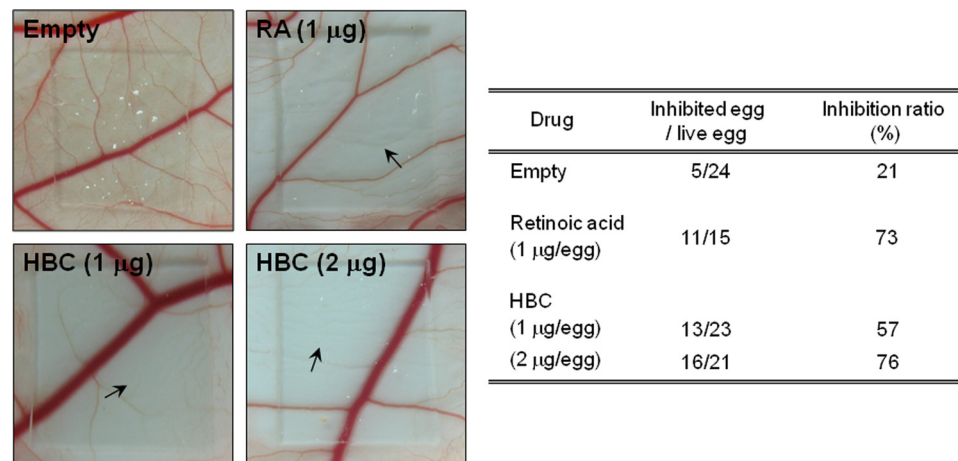 Empty
RA (1 μg)
HBC (1 μg)
HBC (2 μg)
Drug Inhibited egg / live egg Inhibition ratio (%)
Empty 5/24 21
Retinoic acid
(1 μg/egg) 11/15 73
HBC
(1 μg/egg) 13/23 57
(2 μg/egg) 16/21 76